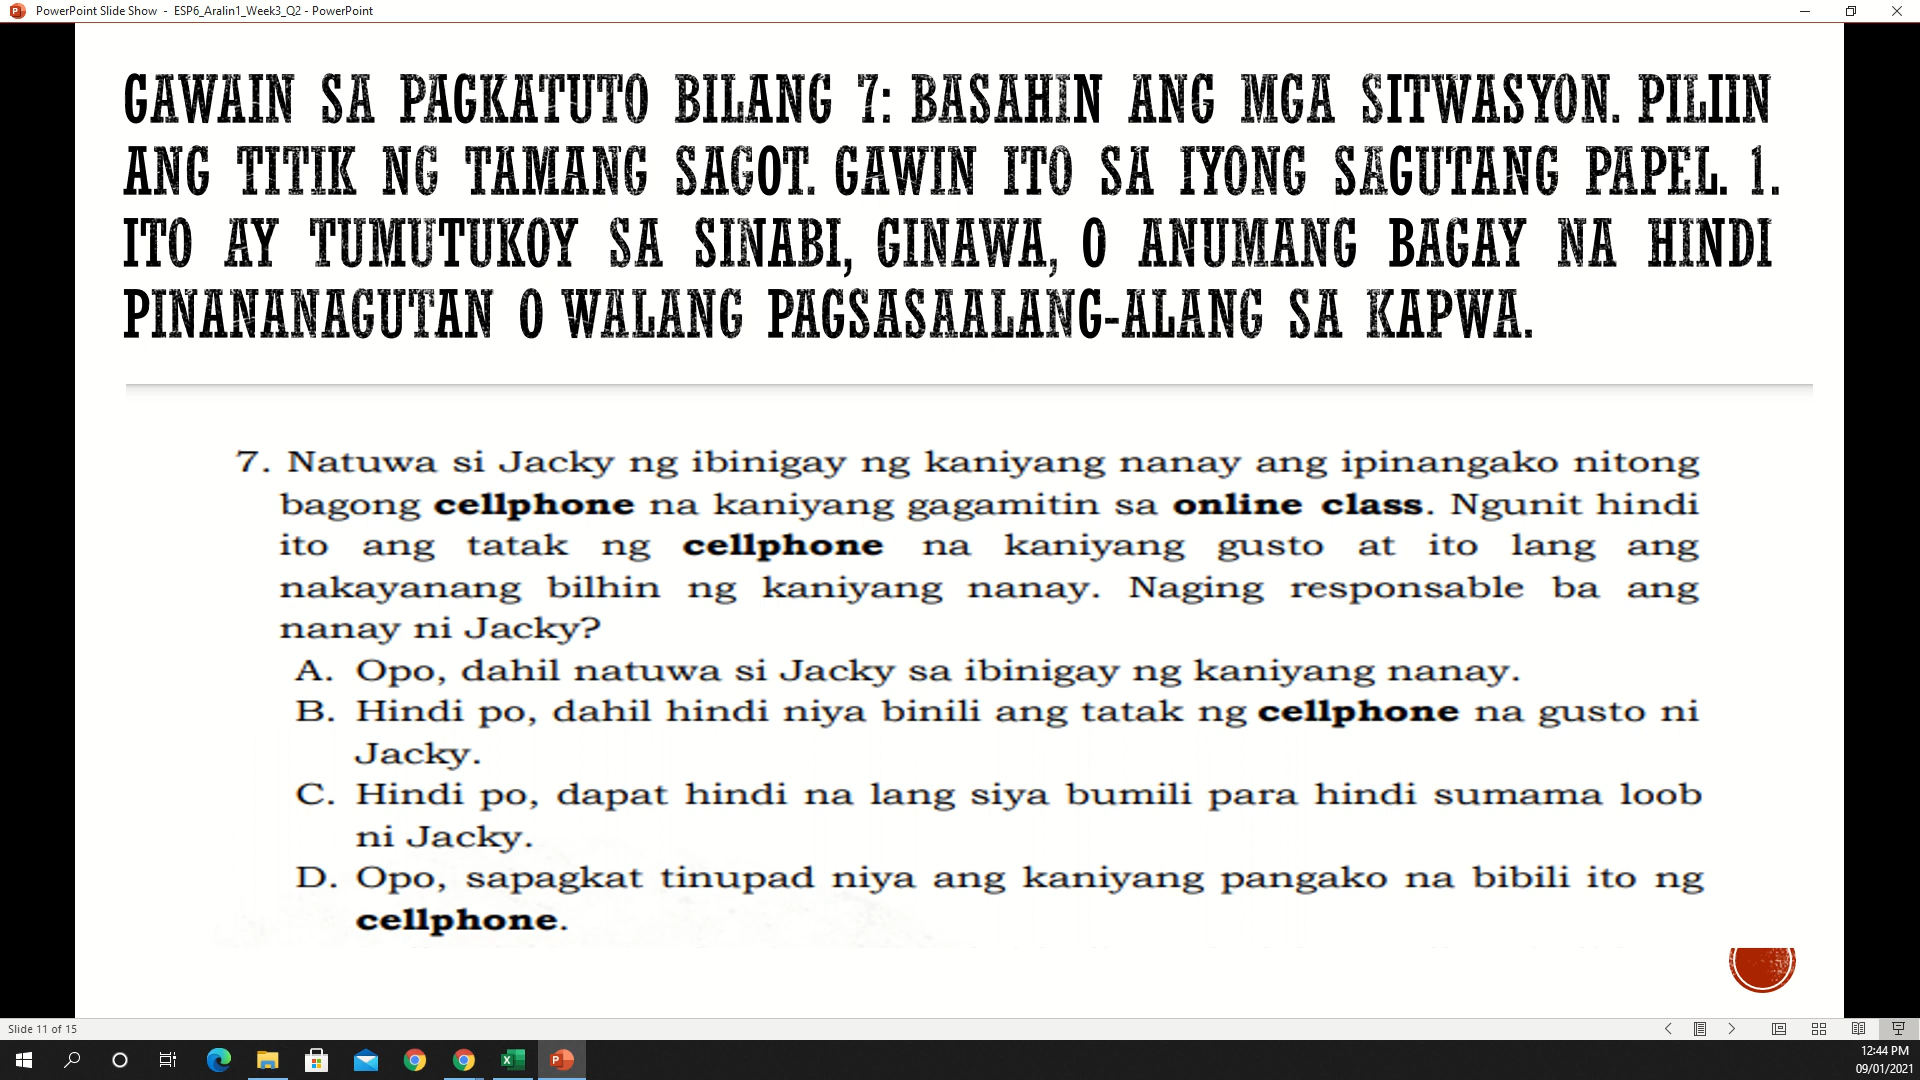 PowerPoint Slide Show - ESP6_Aralin1_Week3_Q2 - PowerPoint
GAWAIN SA PAGKATUTO BILANG 7: BASAHIN ANG MGA SITWASYON. PILIIN
ANG TITIK NG TAMANG SAGOT. GAWIN ITO SA IYONG SAGUTANG PAPEL. 1.
ITO AY TUMUTUKOY SA SINABI, GINAWA, O ANUMANG BAGAY NA HINDI
PINANANAGUTAN O WALANG PAGSASAALANG-ALANG SA KAPWA.
7. Natuwa si Jacky ng ibinigay ng kaniyang nanay ang ipinangako nitong
bagong cellphone na kaniyang gagamitin sa online class. Ngunit hindi
ito ang tatak ng cellphone na kaniyang gusto at ito lang ang
nakayanang bilhin ng kaniyang nanay. Naging responsable ba ang
nanay ni Jacky?
A. Opo, dahil natuwa si Jacky sa ibinigay ng kaniyang nanay.
B. Hindi po, dahil hindi niya binili ang tatak ng cellphone na gusto ni
Jacky.
C. Hindi po, dapat hindi na lang siya bumili para hindi sumama loob
ni Jacky.
D. Opo, sapagkat tinupad niya ang kaniyang pangako na bibili ito ng
cellphone.
Slide 11 of 15
12:44 PM
09/01/2021